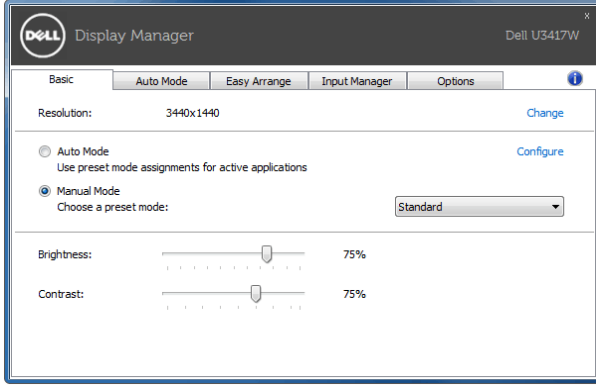 DELL Display Manager Dell U3417W x
Basic Auto Mode Easy Arrange Input Manager Options i
Resolution: 3440x1440 Change
Auto Mode Configure
Use preset mode assignments for active applications
Manual Mode
Choose a preset mode: Standard
Brightness: 75%
Contrast: 75%